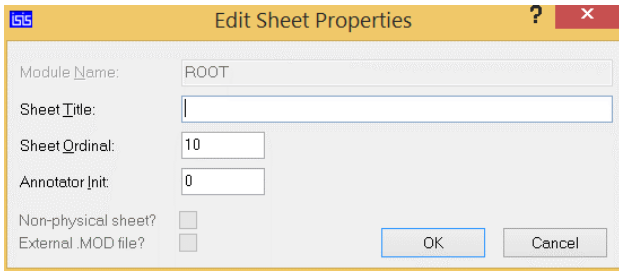 isis Edit Sheet Properties ? ×
Module Name: ROOT
Sheet Title:
Sheet Ordinal: 10
Annotator Init: 0
Non-physical sheet?
External .MOD file?
OK Cancel